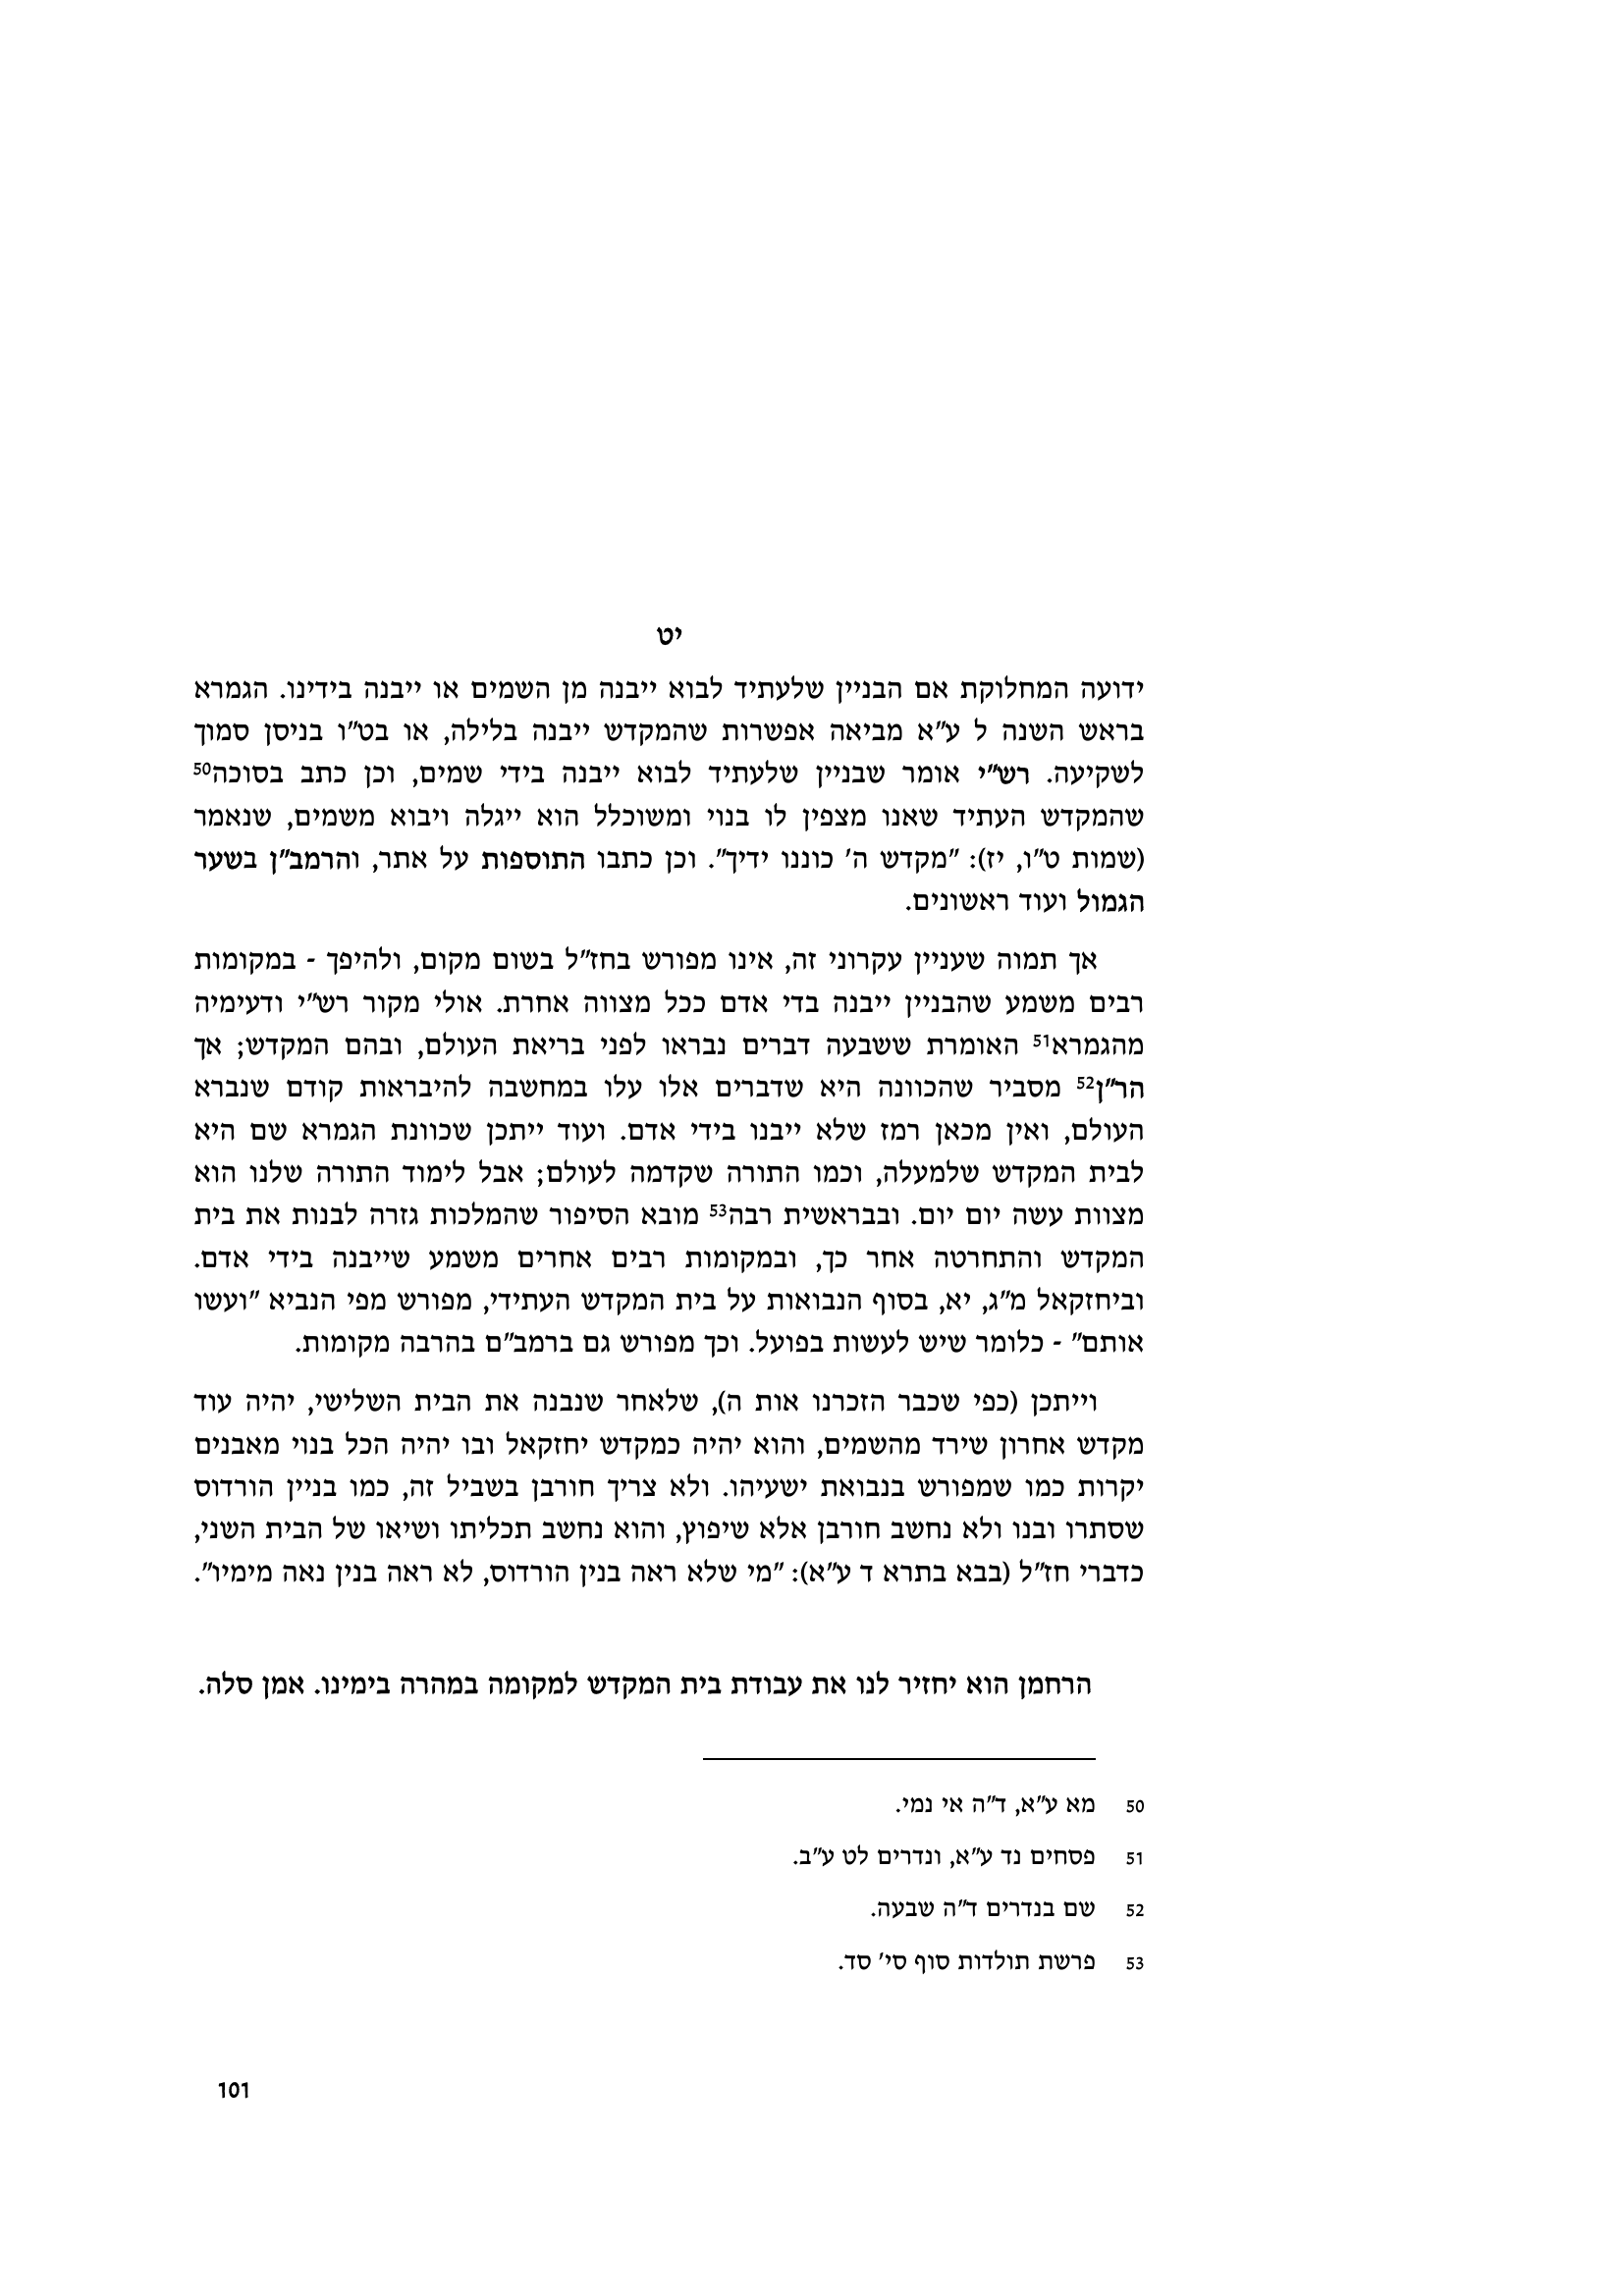 יט
ידועה המחלוקת אם הבניין שלעתיד לבוא ייבנה מן השמים או ייבנה בידינו. הגמרא
בראש השנה ל ע"א מביאה אפשרות שהמקדש ייבנה בלילה, או בט"ו בניסן סמוך
לשקיעה. רש"י אומר שבניין שלעתיד לבוא ייבנה בידי שמים, וכן כתב בסוכה50
שהמקדש העתיד שאנו מצפין לו בנוי ומשוכלל הוא ייגלה ויבוא משמים, שנאמר
(שמות ט"ו, יז): "מקדש ה' כוננו ידיך". וכן כתבו התוספות על אתר, והרמב"ן בשער
הגמול ועוד ראשונים.
אך תמוה שעניין עקרוני זה, אינו מפורש בחז"ל בשום מקום, ולהיפך - במקומות
רבים משמע שהבניין ייבנה בדי אדם ככל מצווה אחרת. אולי מקור רש"י ודעימיה
מהגמרא51 האומרת ששבעה דברים נבראו לפני בריאת העולם, ובהם המקדש; אך
הר"ן52 מסביר שהכוונה היא שדברים אלו עלו במחשבה להיבראות קודם שנברא
העולם, ואין מכאן רמז שלא ייבנו בידי אדם. ועוד ייתכן שכוונת הגמרא שם היא
לבית המקדש שלמעלה, וכמו התורה שקדמה לעולם; אבל לימוד התורה שלנו הוא
מצוות עשה יום יום. ובבראשית רבה53 מובא הסיפור שהמלכות גזרה לבנות את בית
המקדש והתחרטה אחר כך, ובמקומות רבים אחרים משמע שייבנה בידי אדם.
וביחזקאל מ"ג, יא, בסוף הנבואות על בית המקדש העתידי, מפורש מפי הנביא "ועשו
אותם" - כלומר שיש לעשות בפועל. וכך מפורש גם ברמב"ם בהרבה מקומות.
וייתכן (כפי שכבר הזכרנו אות ה), שלאחר שנבנה את הבית השלישי, יהיה עוד
מקדש אחרון שירד מהשמים, והוא יהיה כמקדש יחזקאל ובו יהיה הכל בנוי מאבנים
יקרות כמו שמפורש בנבואת ישעיהו. ולא צריך חורבן בשביל זה, כמו בניין הורדוס
שסתרו ובנו ולא נחשב חורבן אלא שיפוץ, והוא נחשב תכליתו ושיאו של הבית השני,
כדברי חז"ל (בבא בתרא ד ע"א): "מי שלא ראה בנין הורדוס, לא ראה בנין נאה מימיו".
הרחמן הוא יחזיר לנו את עבודת בית המקדש למקומה במהרה בימינו. אמן סלה.
50 מא ע"א, ד"ה אי נמי.
51 פסחים נד ע"א, ונדרים לט ע"ב.
52 שם בנדרים ד"ה שבעה.
53 פרשת תולדות סוף סי' סד.
101